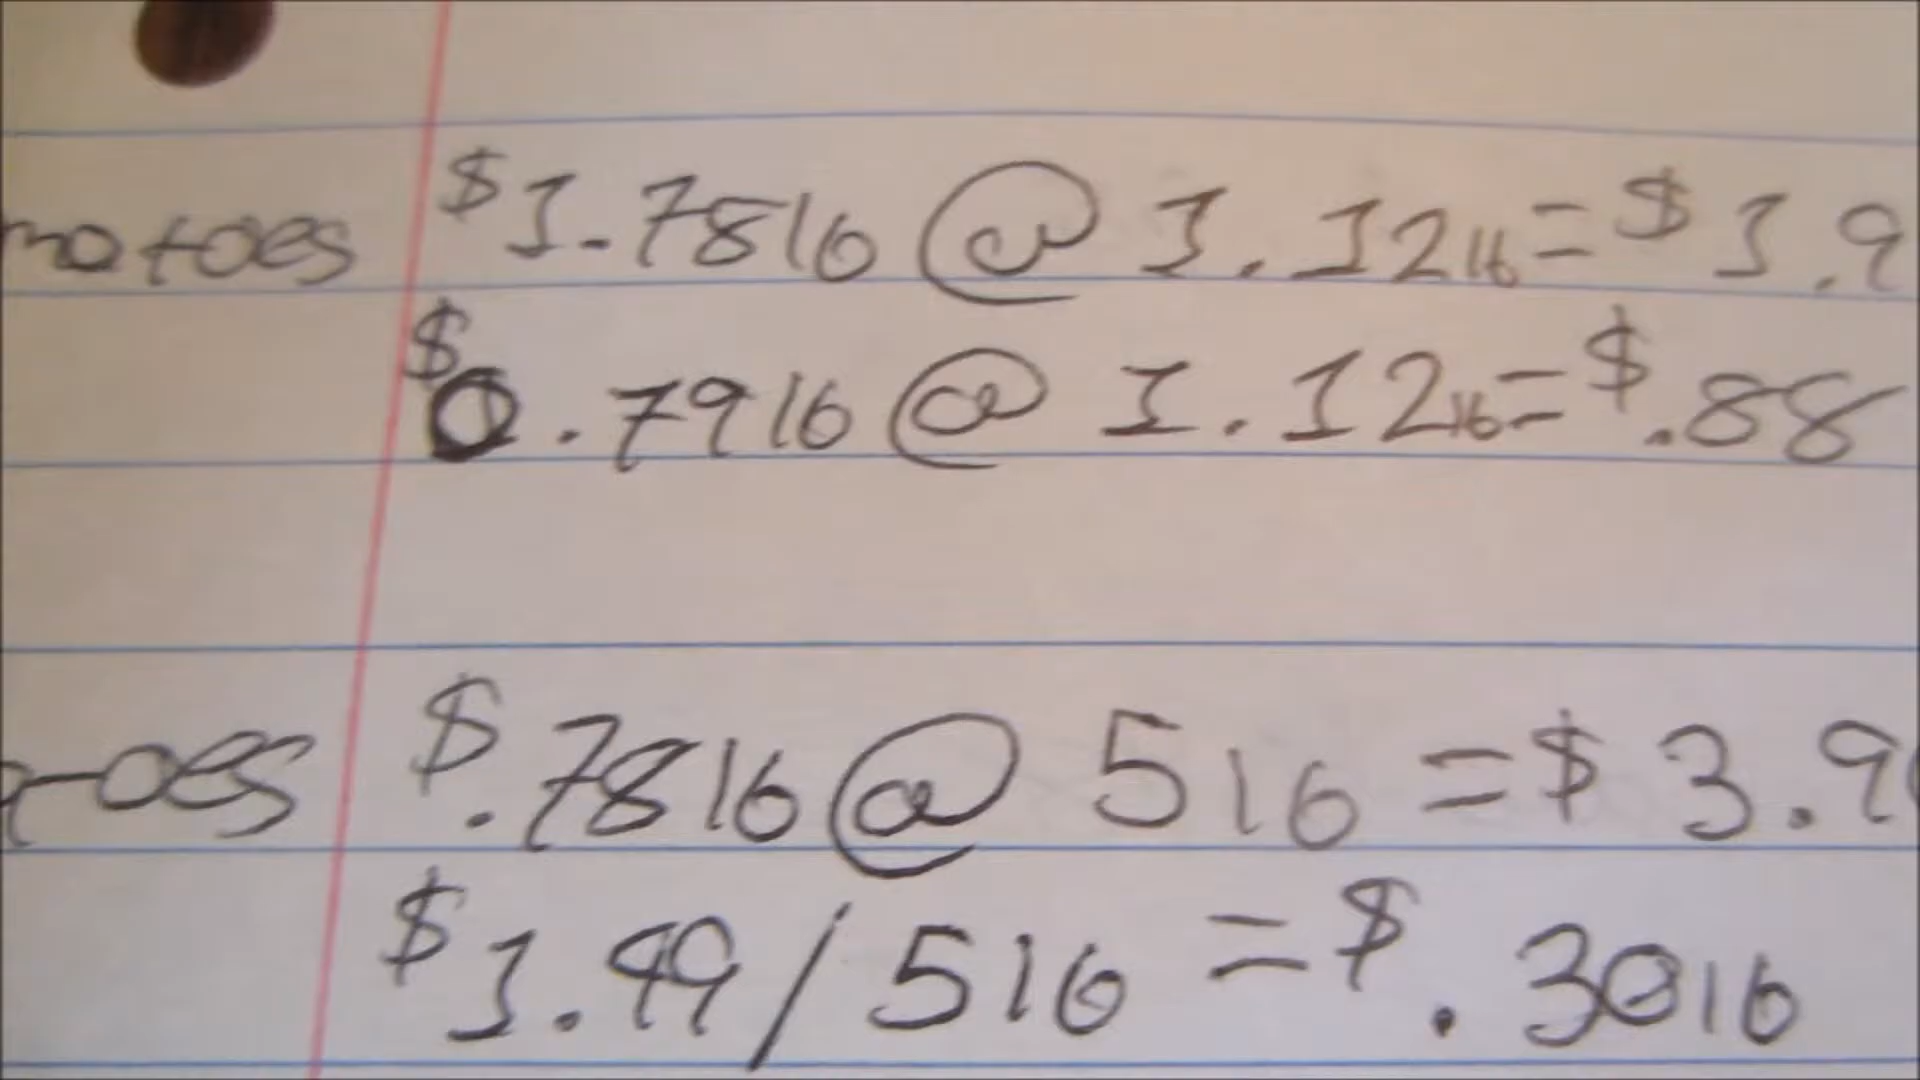 matoes $1.78lb @ 1.12lb = $1.9
$0.79lb @ 1.12lb = $.88
toes $.78lb @ 5lb = $3.9
$1.49/5lb = $.30lb